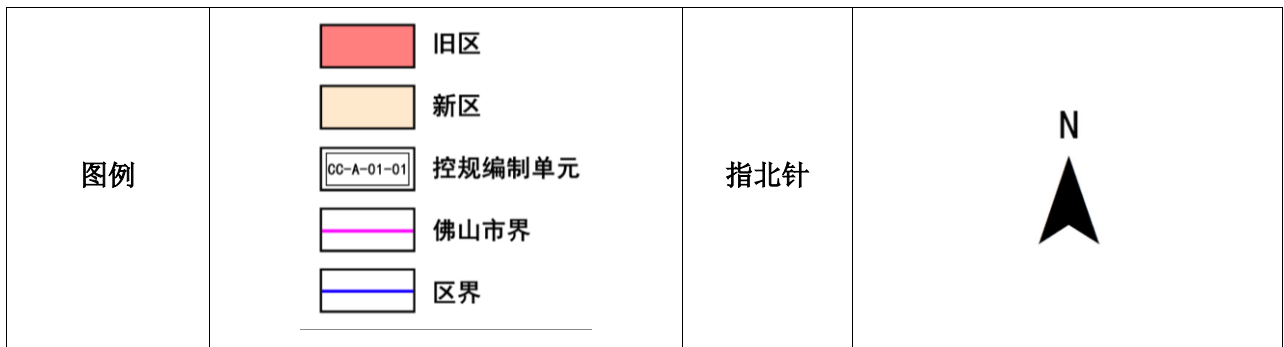 图例
旧区
新区
CC-A-01-01 控规编制单元
佛山市界
区界
指北针
N